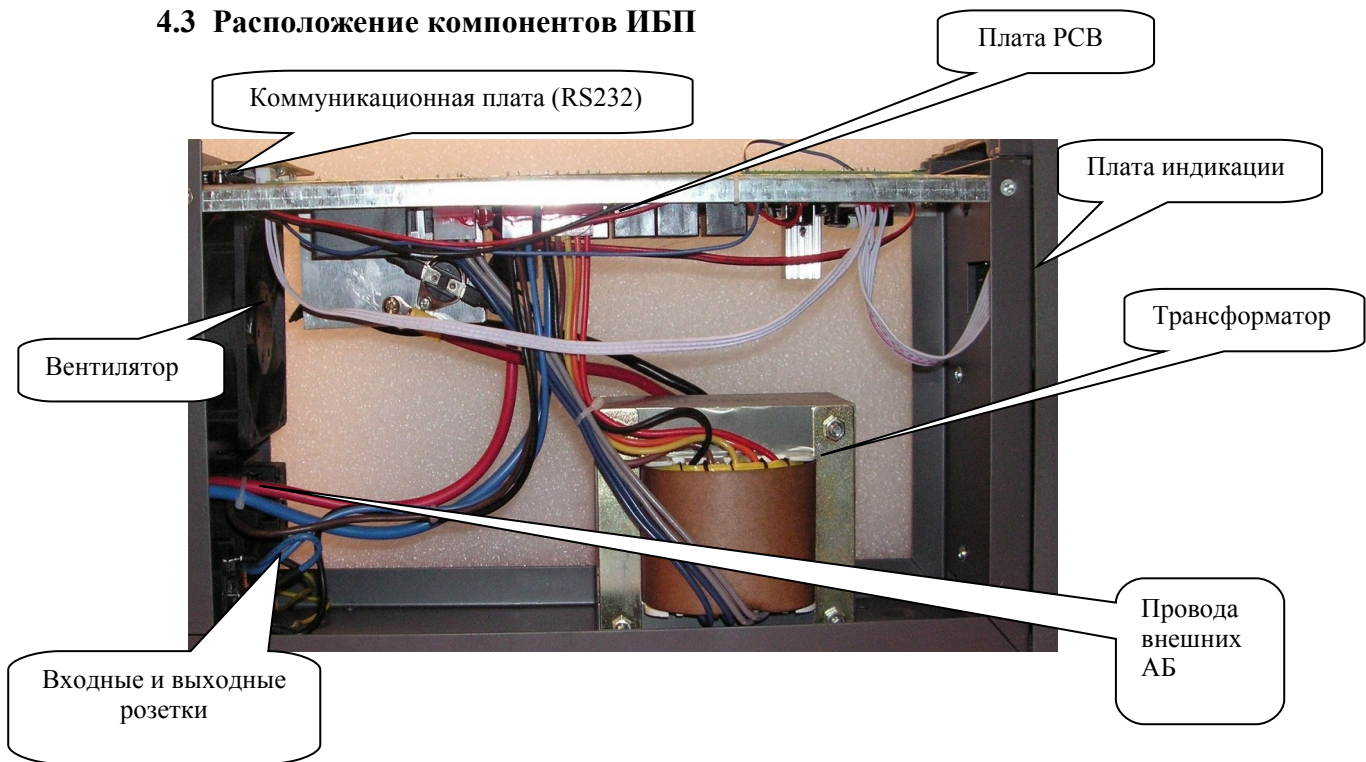 4.3 Расположение компонентов ИБП
Плата PCB
Коммуникационная плата (RS232)
Плата индикации
Трансформатор
Вентилятор
Провода
внешних
АБ
Входные и выходные
розетки